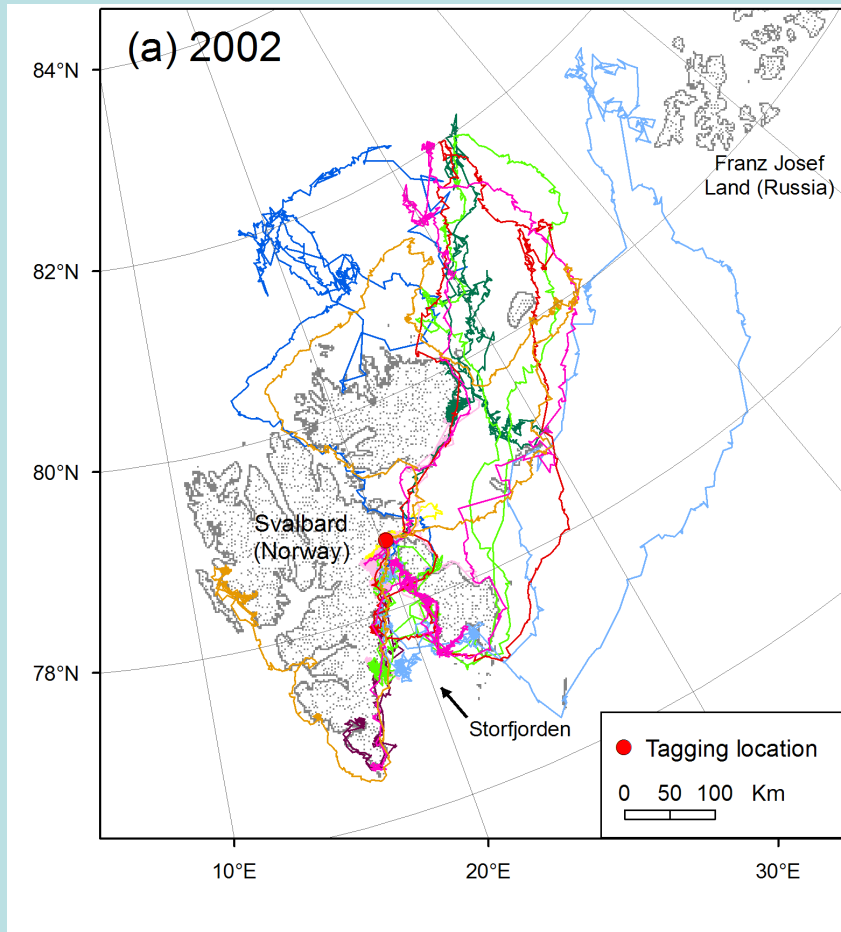 (a) 2002
84°N
Franz Josef
Land (Russia)
82°N
80°N
Svalbard
(Norway)
78°N
Storfjorden
Tagging location
0 50 100 Km
10°E 20°E 30°E